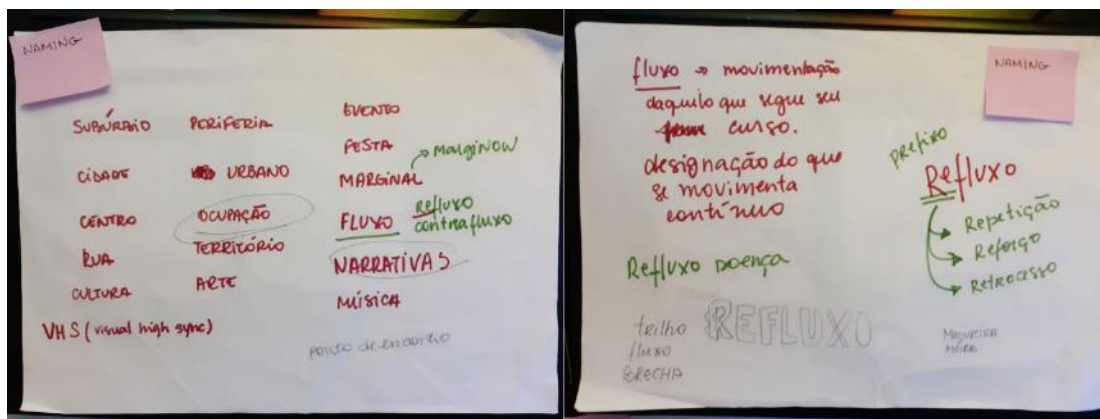 NAMING
SUBÚRBIO PERIFERIA EVENTO
CIDADE URBANO FESTA
CENTRO OCUPAÇÃO MARGINAL → MargiNOW
RUA TERRITÓRIO FLUXO refluxo
contrafluxo
CULTURA ARTE NARRATIVAS
MÚSICA
VHS (visual high sync)
ponto de encontro
NAMING
fluxo → movimentação
daquilo que segue seu
curso.
designação do que
se movimenta
contínuo
prefixo
Refluxo
Repetição
Reforço
Retrocesso
Refluxo Doença
REFLUXO
trilho
fluxo
BRECHA
MADUREIRA
MÉIER